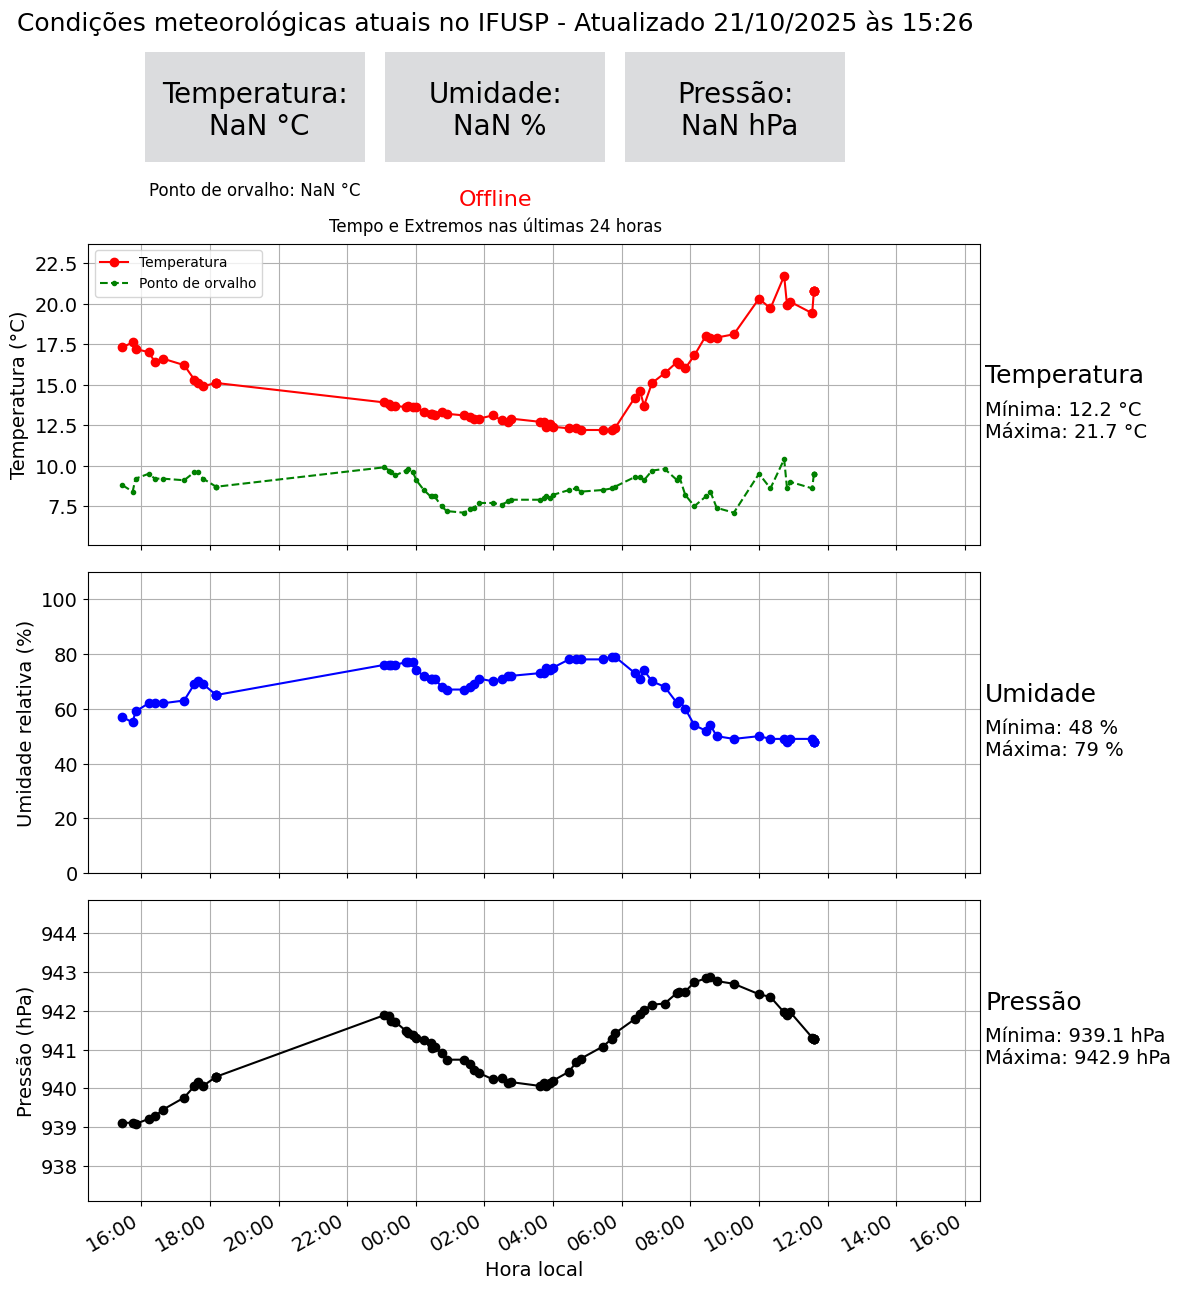 Condições meteorológicas atuais no IFUSP - Atualizado 21/10/2025 às 15:26
Temperatura:
NaN °C
Umidade:
NaN %
Pressão:
NaN hPa
Ponto de orvalho: NaN °C
Offline
Tempo e Extremos nas últimas 24 horas
Temperatura
Ponto de orvalho
22.5
20.0
17.5
15.0
12.5
10.0
7.5
Temperatura (°C)
Temperatura
Mínima: 12.2 °C
Máxima: 21.7 °C
100
80
60
40
20
0
Umidade relativa (%)
Umidade
Mínima: 48 %
Máxima: 79 %
944
943
942
941
940
939
938
Pressão (hPa)
Pressão
Mínima: 939.1 hPa
Máxima: 942.9 hPa
16:00
18:00
20:00
22:00
00:00
02:00
04:00
06:00
08:00
10:00
12:00
14:00
16:00
Hora local